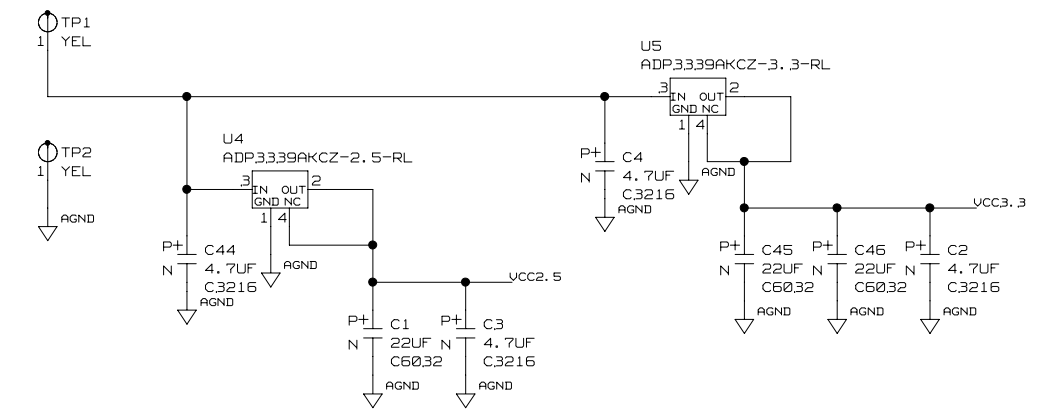 TP1
1 YEL
U5
ADP3339AKCZ-3.3-RL
3 IN OUT 2
GND NC
1 4
AGND
P+ C4
N 4.7UF
C3216
AGND
TP2
1 YEL
AGND
U4
ADP3339AKCZ-2.5-RL
3 IN OUT 2
GND NC
1 4
AGND
P+ C44
N 4.7UF
C3216
AGND
VCC2.5
P+ C1
N 22UF
C6032
AGND
P+ C3
N 4.7UF
C3216
AGND
VCC3.3
P+ C45
N 22UF
C6032
AGND
P+ C46
N 22UF
C6032
AGND
P+ C2
N 4.7UF
C3216
AGND